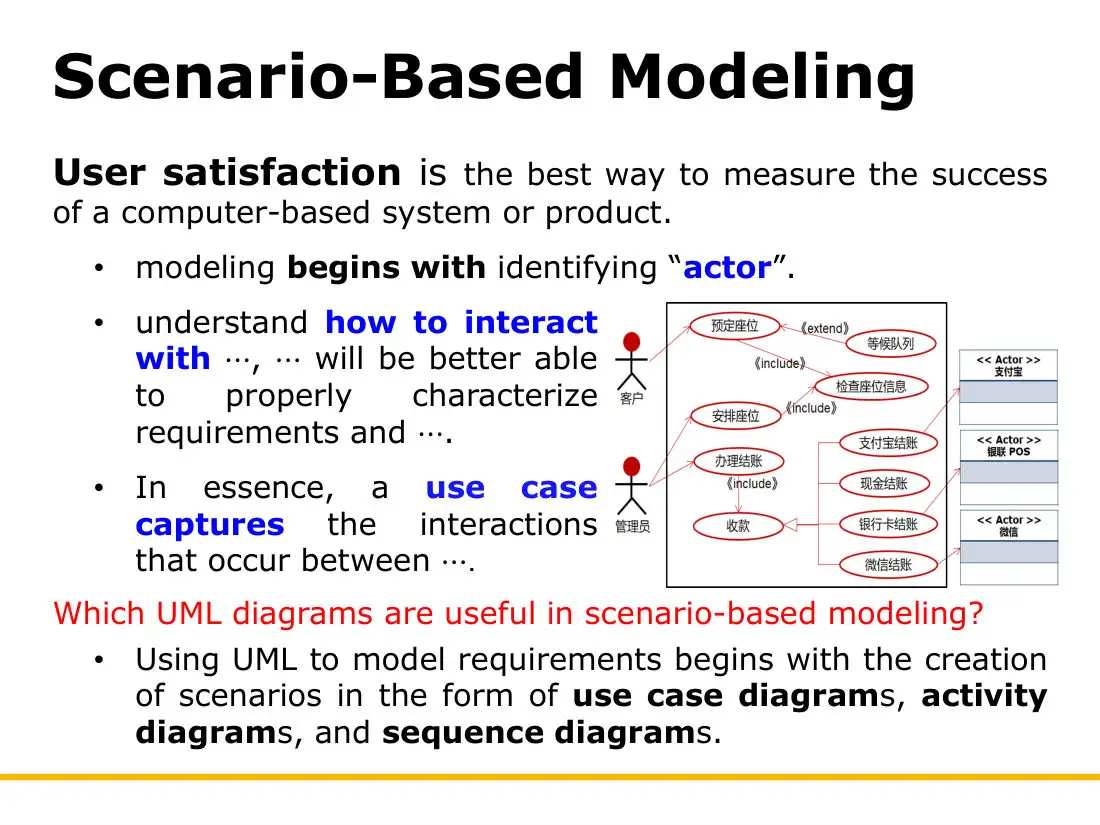 Scenario-Based Modeling
User satisfaction is the best way to measure the success
of a computer-based system or product.
• modeling begins with identifying “actor”.
• understand how to interact
with ⋯, ⋯ will be better able
to properly characterize
requirements and ⋯.
• In essence, a use case
captures the interactions
that occur between ⋯.
预定座位
《extend》
等候队列
《include》
检查座位信息
客户
安排座位
《include》
支付宝结账
办理结账
《include》
现金结账
管理员
收款
银行卡结账
微信结账
<< Actor >>
支付宝
<< Actor >>
银联 POS
<< Actor >>
微信
Which UML diagrams are useful in scenario-based modeling?
• Using UML to model requirements begins with the creation
of scenarios in the form of use case diagrams, activity
diagrams, and sequence diagrams.